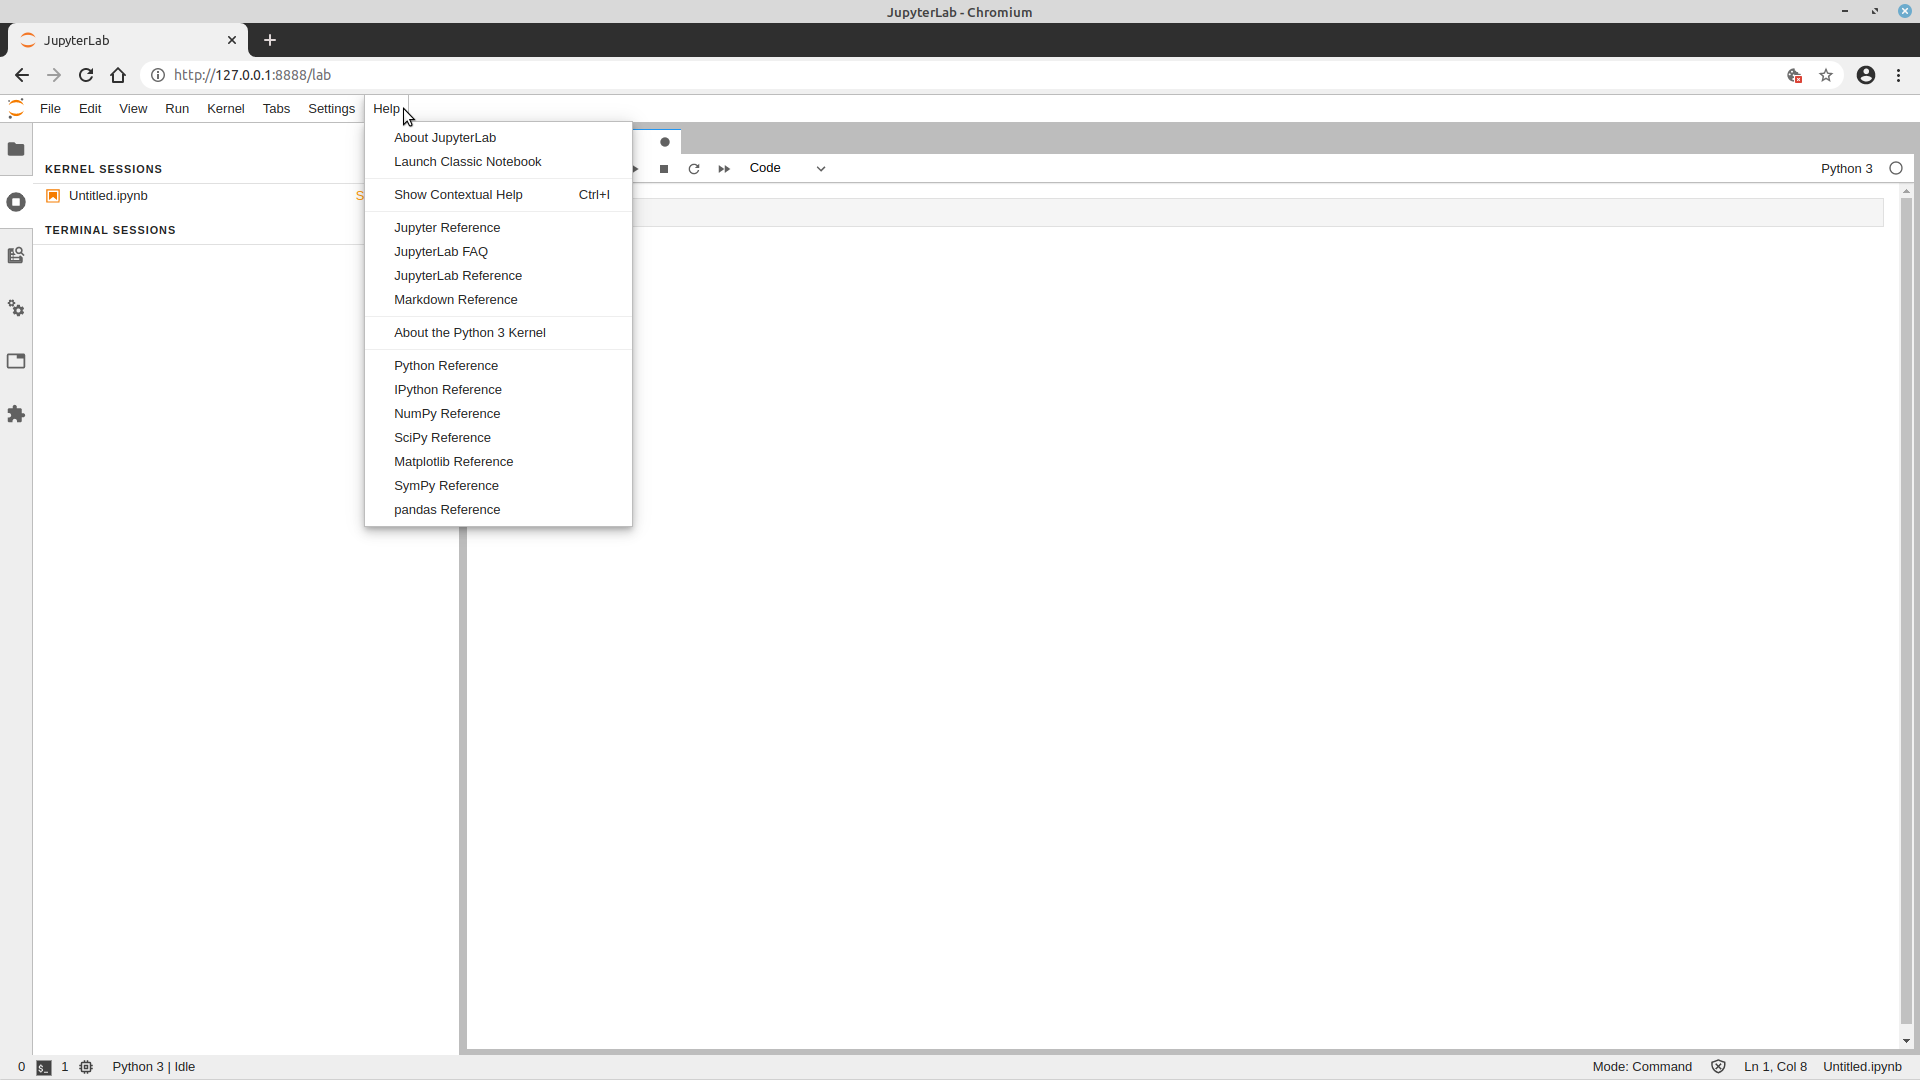 JupyterLab - Chromium
JupyterLab
http://127.0.0.1:8888/lab
File Edit View Run Kernel Tabs Settings Help
About JupyterLab
Launch Classic Notebook
Code
Python 3
KERNEL SESSIONS
Untitled.ipynb
S
Show Contextual Help Ctrl+I
TERMINAL SESSIONS
Jupyter Reference
JupyterLab FAQ
JupyterLab Reference
Markdown Reference
About the Python 3 Kernel
Python Reference
IPython Reference
NumPy Reference
SciPy Reference
Matplotlib Reference
SymPy Reference
pandas Reference
0 $_ 1 Python 3 | Idle Mode: Command Ln 1, Col 8 Untitled.ipynb